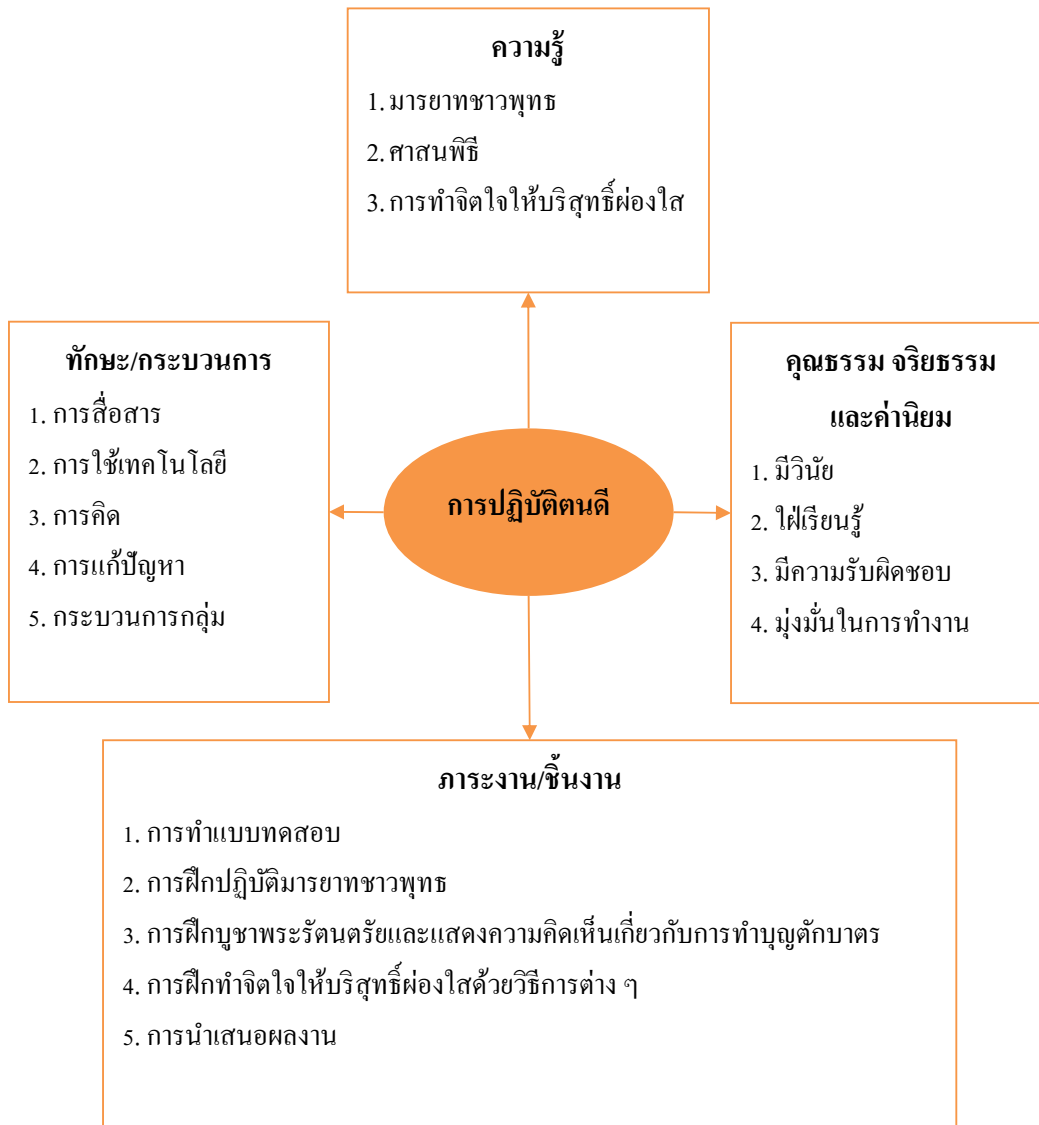 ความรู้
1. มารยาทชาวพุทธ
2. ศาสนพิธี
3. การทำจิตใจให้บริสุทธิ์ผ่องใส
ทักษะ/กระบวนการ
1. การสื่อสาร
2. การใช้เทคโนโลยี
3. การคิด
4. การแก้ปัญหา
5. กระบวนการกลุ่ม
การปฏิบัติตนดี
คุณธรรม จริยธรรม
และค่านิยม
1. มีวินัย
2. ใฝ่เรียนรู้
3. มีความรับผิดชอบ
4. มุ่งมั่นในการทำงาน
ภาระงาน/ชิ้นงาน
1. การทำแบบทดสอบ
2. การฝึกปฏิบัติมารยาทชาวพุทธ
3. การฝึกบูชาพระรัตนตรัยและแสดงความคิดเห็นเกี่ยวกับการทำบุญตักบาตร
4. การฝึกทำจิตใจให้บริสุทธิ์ผ่องใสด้วยวิธีการต่าง ๆ
5. การนำเสนอผลงาน